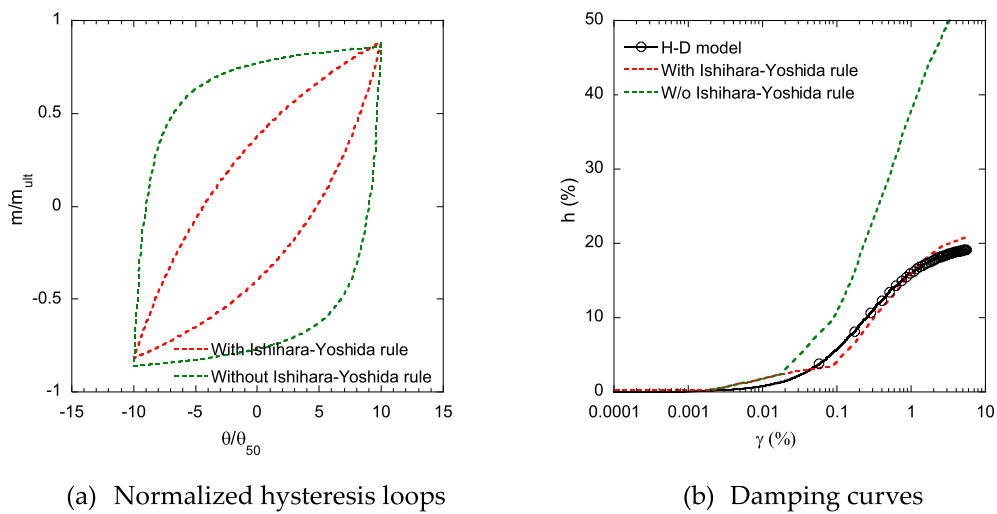 1
0.5
0
-0.5
-1
m/m_ult
With Ishihara-Yoshida rule
Without Ishihara-Yoshida rule
-15 -10 -5 0 5 10 15
θ/θ_50
(a) Normalized hysteresis loops
50
40
30
20
10
0
h (%)
H-D model
With Ishihara-Yoshida rule
W/o Ishihara-Yoshida rule
0.0001 0.001 0.01 0.1 1 10
γ (%)
(b) Damping curves